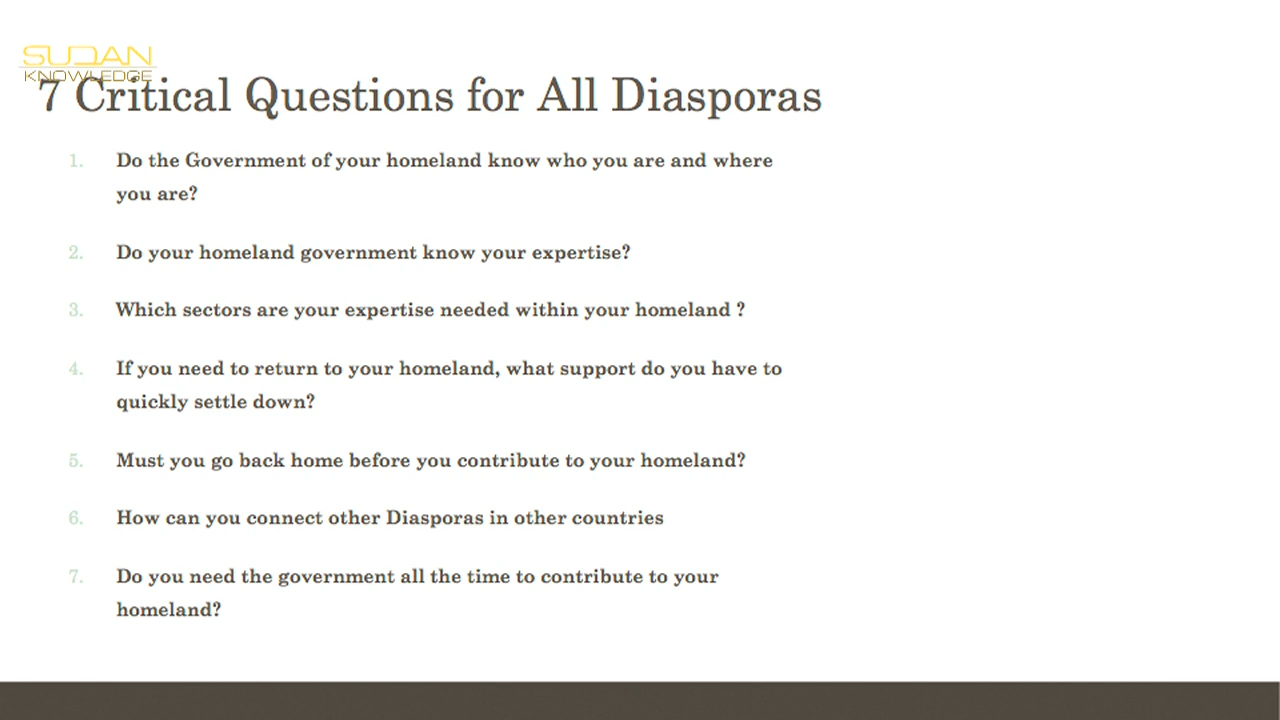 SUDAN
KNOWLEDGE
7 Critical Questions for All Diasporas
1. Do the Government of your homeland know who you are and where
you are?
2. Do your homeland government know your expertise?
3. Which sectors are your expertise needed within your homeland ?
4. If you need to return to your homeland, what support do you have to
quickly settle down?
5. Must you go back home before you contribute to your homeland?
6. How can you connect other Diasporas in other countries
7. Do you need the government all the time to contribute to your
homeland?